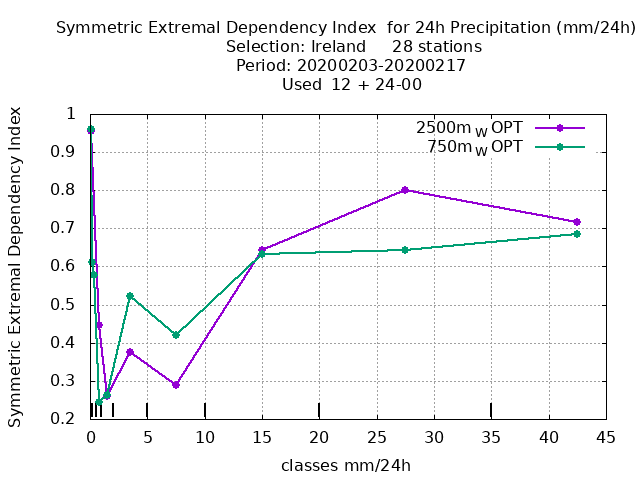 Symmetric Extremal Dependency Index  for 24h Precipitation (mm/24h)
Selection: Ireland     28 stations
Period: 20200203-20200217
Used  12 + 24-00
2500m W OPT
750m W OPT
1
0.9
0.8
0.7
0.6
0.5
0.4
0.3
0.2
Symmetric Extremal Dependency Index
0 5 10 15 20 25 30 35 40 45
classes mm/24h